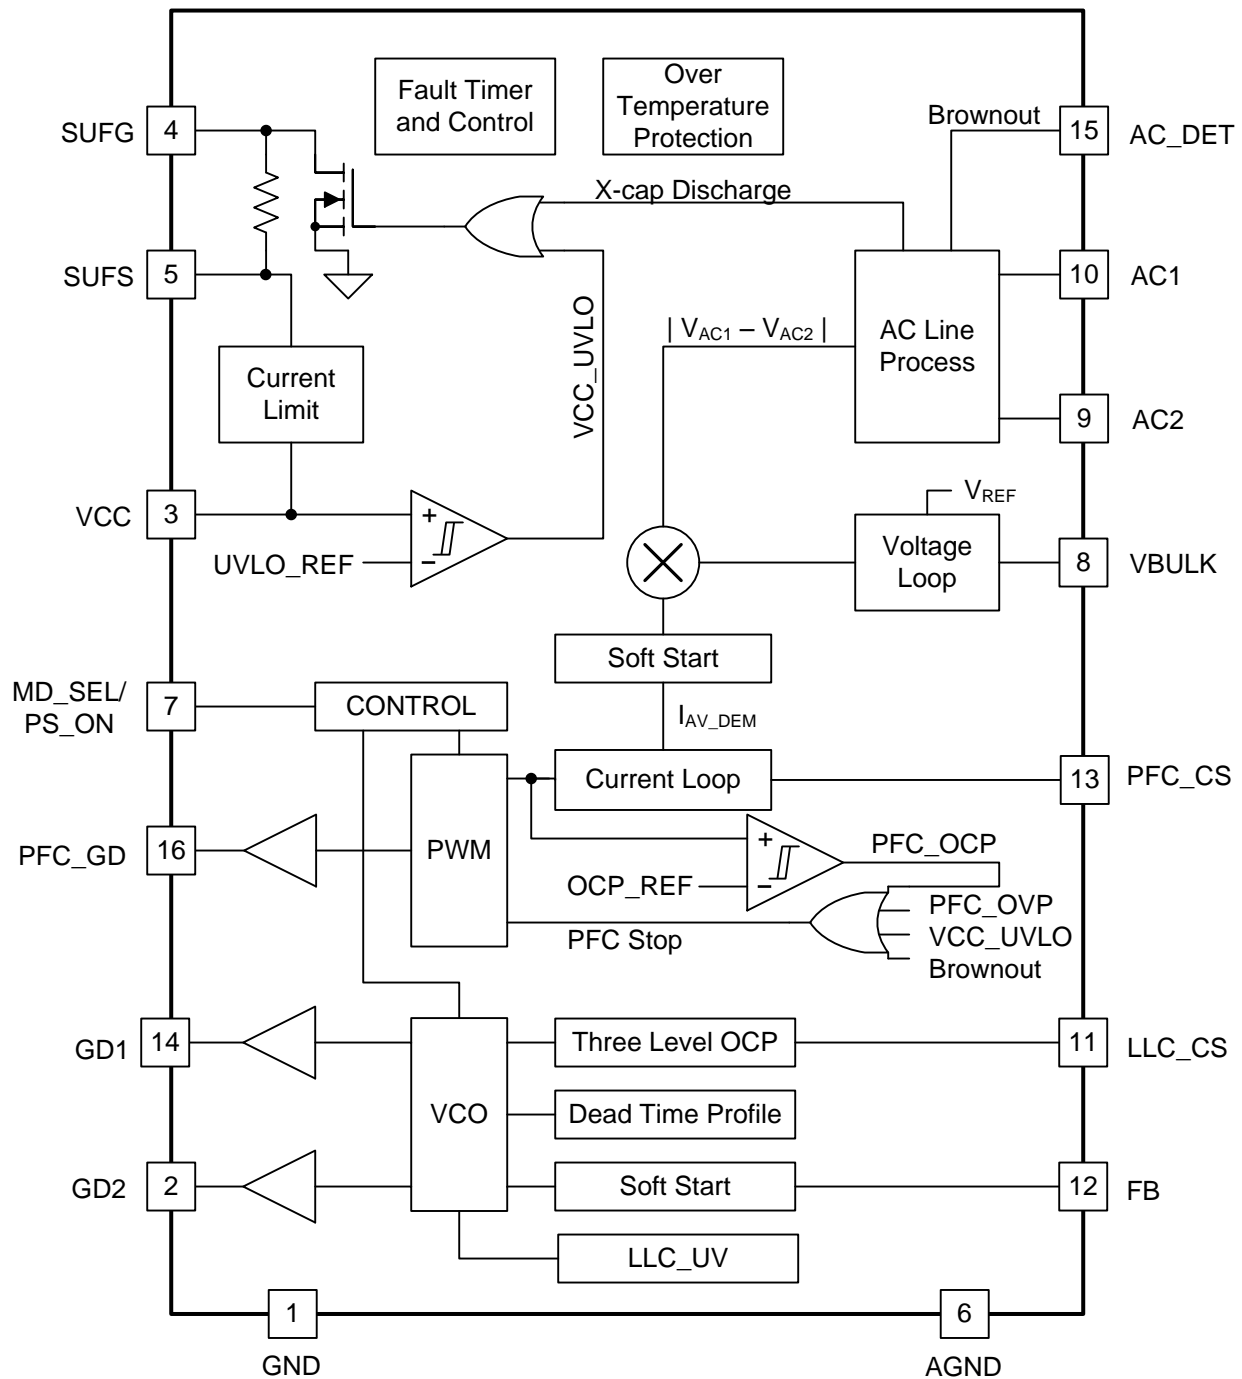 Fault Timer
and Control
Over
Temperature
Protection
Brownout
SUFG
4
15
AC_DET
X-cap Discharge
SUFS
5
10
AC1
VCC_UVLO
| VAC1 – VAC2 |
AC Line
Process
Current
Limit
9
AC2
VCC
3
+
UVLO_REF
–
VREF
Voltage
Loop
8
VBULK
Soft Start
MD_SEL/
PS_ON
7
CONTROL
IAV_DEM
Current Loop
13
PFC_CS
PFC_GD
16
PWM
+
OCP_REF
–
PFC_OCP
PFC Stop
PFC_OVP
VCC_UVLO
Brownout
GD1
14
Three Level OCP
11
LLC_CS
VCO
Dead Time Profile
GD2
2
Soft Start
12
FB
LLC_UV
1
GND
6
AGND